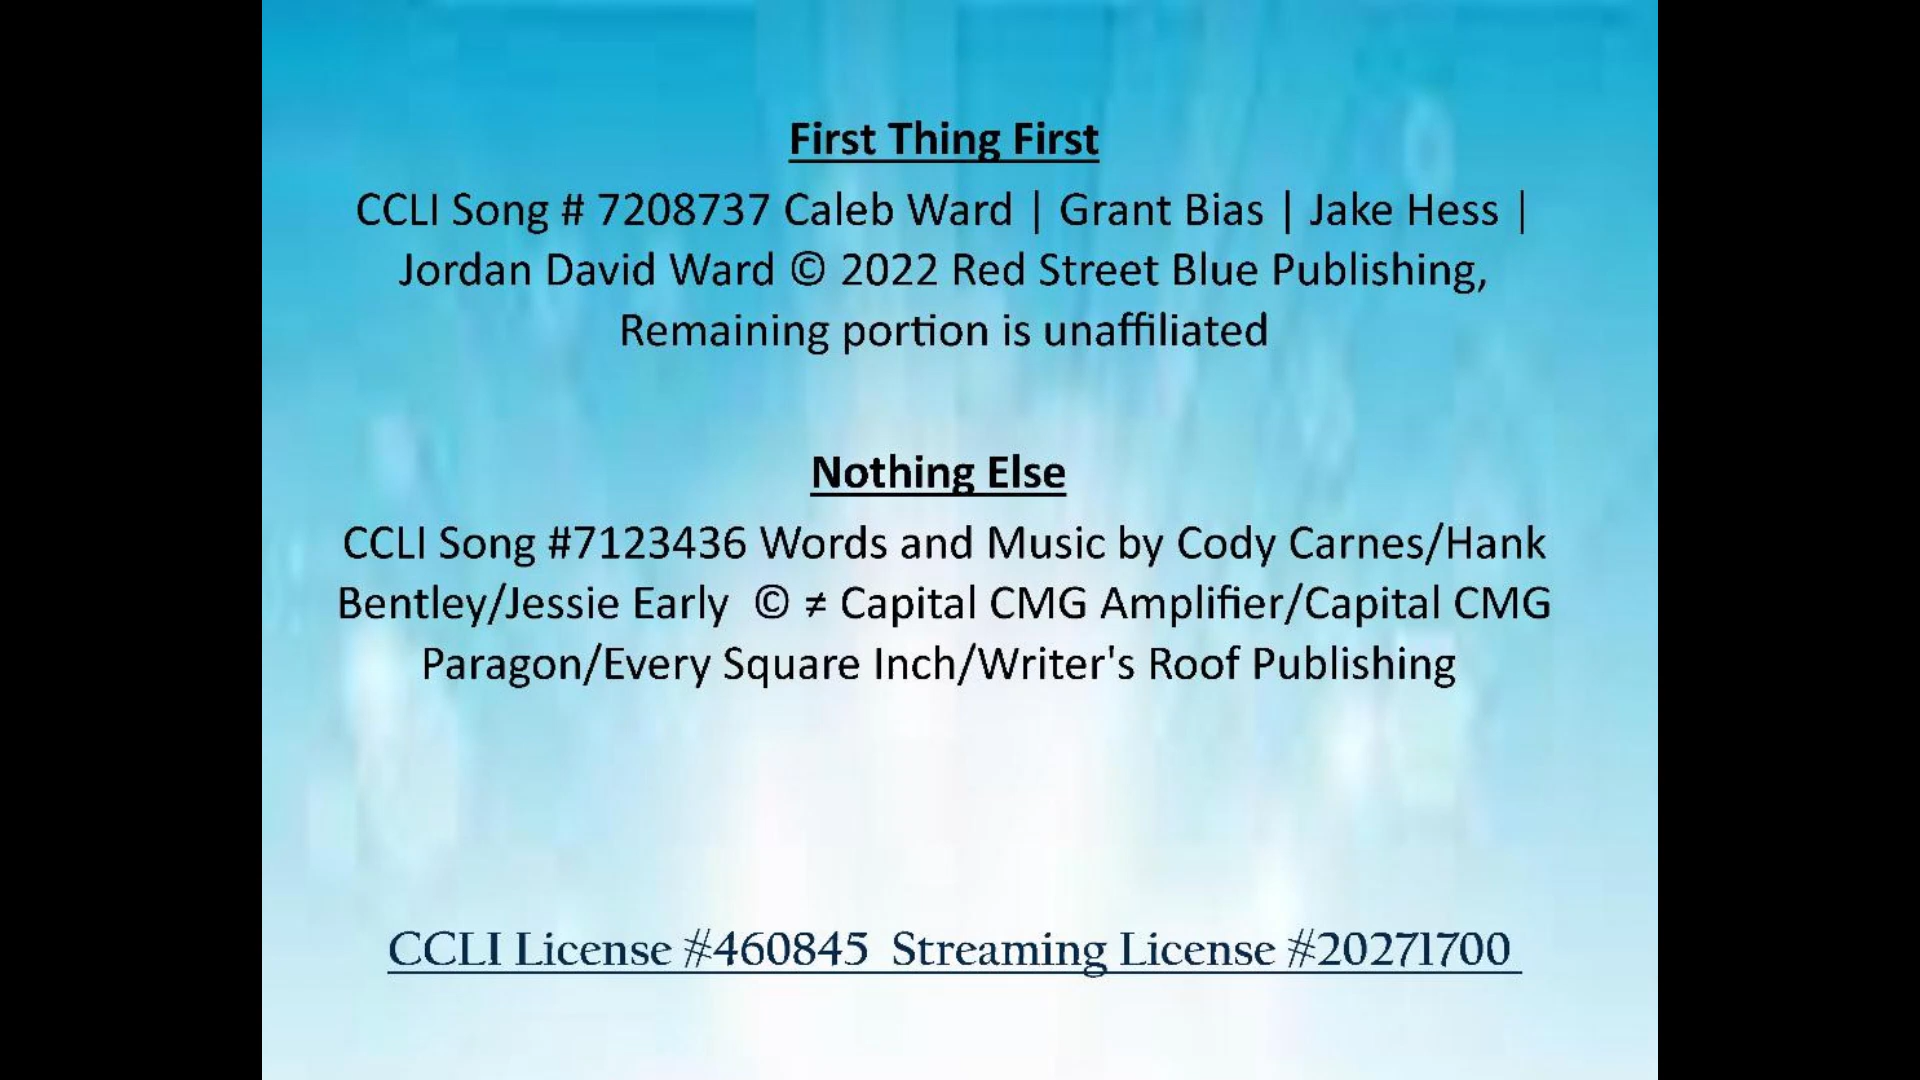 First Thing First
CCLI Song # 7208737 Caleb Ward | Grant Bias | Jake Hess |
Jordan David Ward © 2022 Red Street Blue Publishing,
Remaining portion is unaffiliated
Nothing Else
CCLI Song #7123436 Words and Music by Cody Carnes/Hank
Bentley/Jessie Early  © ≠ Capital CMG Amplifier/Capital CMG
Paragon/Every Square Inch/Writer's Roof Publishing
CCLI License #460845  Streaming License #20271700